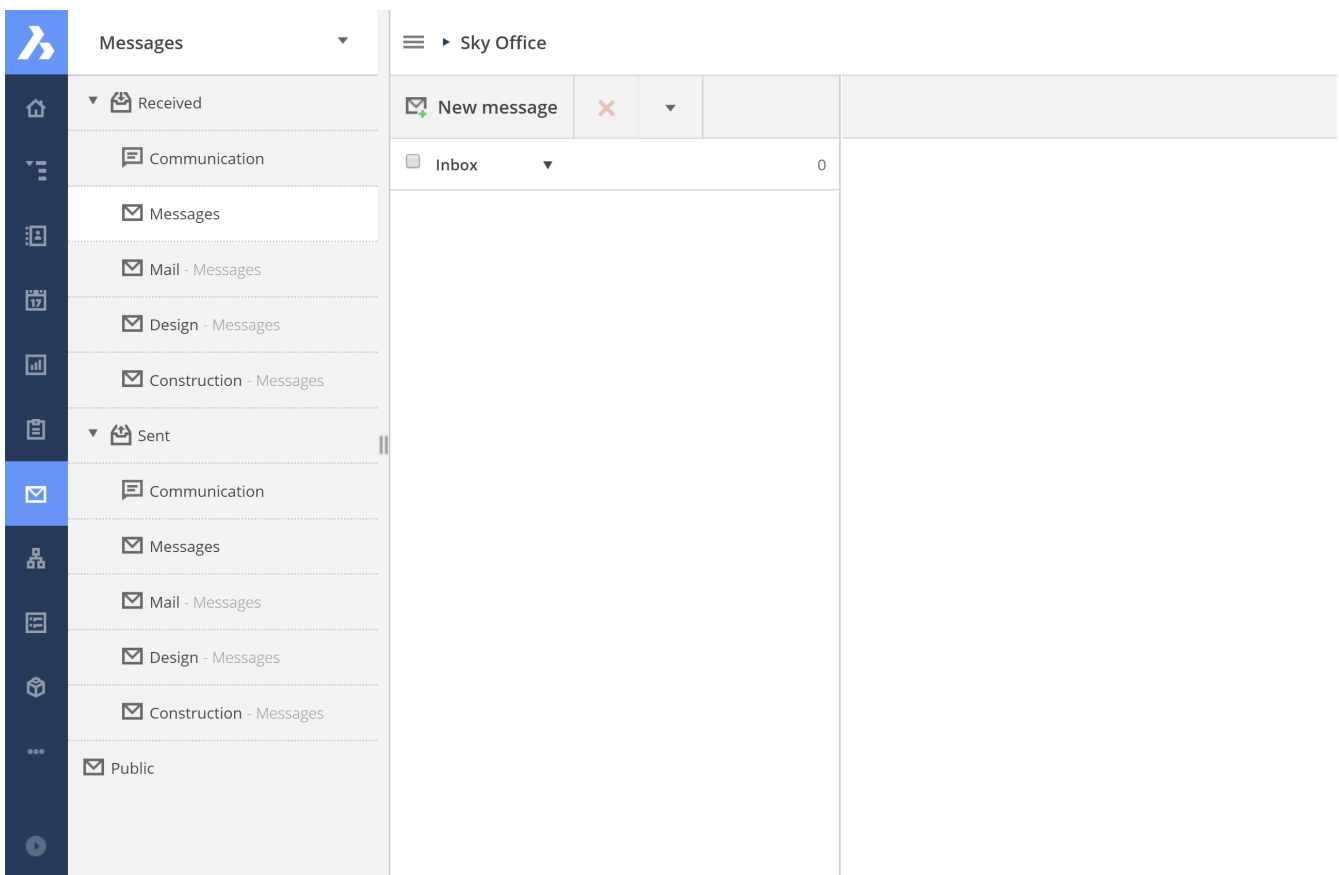 Messages
Sky Office
Received
Communication
Messages
Mail - Messages
Design - Messages
Construction - Messages
Sent
Communication
Messages
Mail - Messages
Design - Messages
Construction - Messages
Public
New message
Inbox 0
17